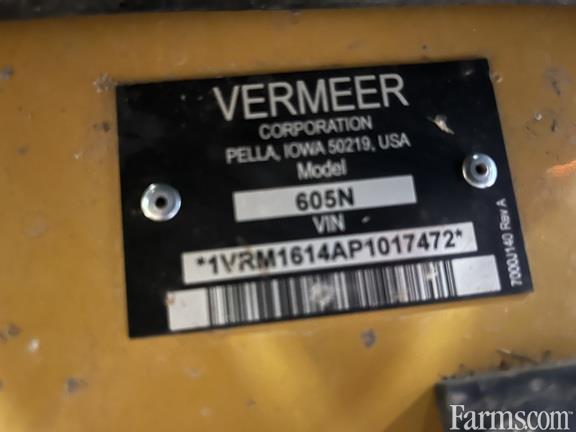 VERMEER
CORPORATION
PELLA, IOWA 50219, USA
Model
605N
VIN
*1VRM1614AP1017472*
7000J140 Rev A
Farms.com